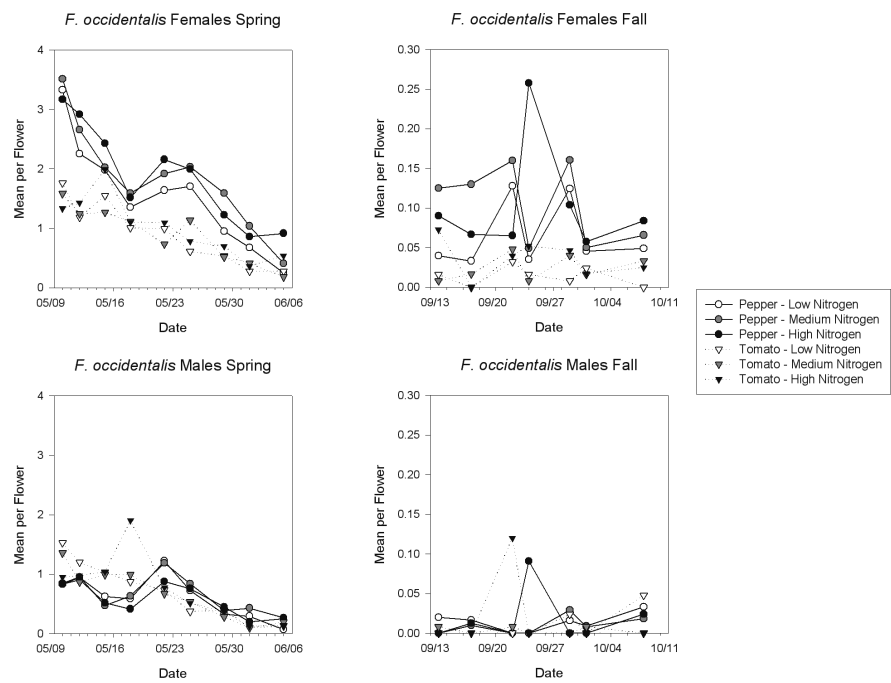 F. occidentalis Females Spring
4
3
2
1
0
Mean per Flower
05/09 05/16 05/23 05/30 06/06
Date
F. occidentalis Females Fall
0.30
0.25
0.20
0.15
0.10
0.05
0.00
Mean per Flower
09/13 09/20 09/27 10/04 10/11
Date
Pepper - Low Nitrogen
Pepper - Medium Nitrogen
Pepper - High Nitrogen
Tomato - Low Nitrogen
Tomato - Medium Nitrogen
Tomato - High Nitrogen
F. occidentalis Males Spring
4
3
2
1
0
Mean per Flower
05/09 05/16 05/23 05/30 06/06
Date
F. occidentalis Males Fall
0.30
0.25
0.20
0.15
0.10
0.05
0.00
Mean per Flower
09/13 09/20 09/27 10/04 10/11
Date